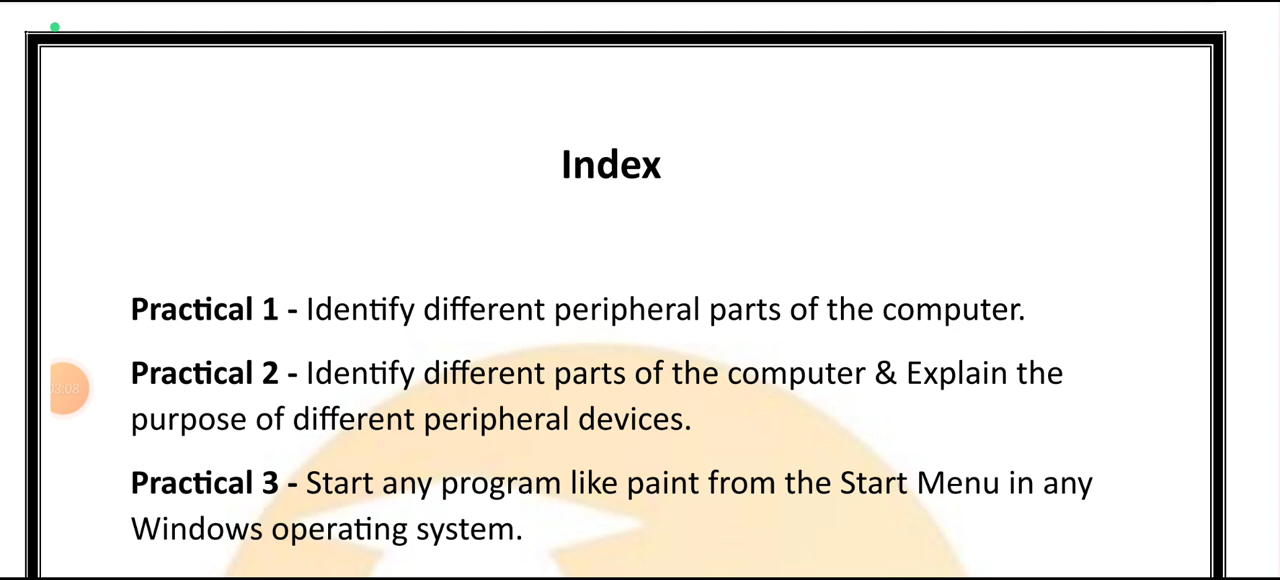 Index
Practical 1 - Identify different peripheral parts of the computer.
Practical 2 - Identify different parts of the computer & Explain the
purpose of different peripheral devices.
03:08
Practical 3 - Start any program like paint from the Start Menu in any
Windows operating system.